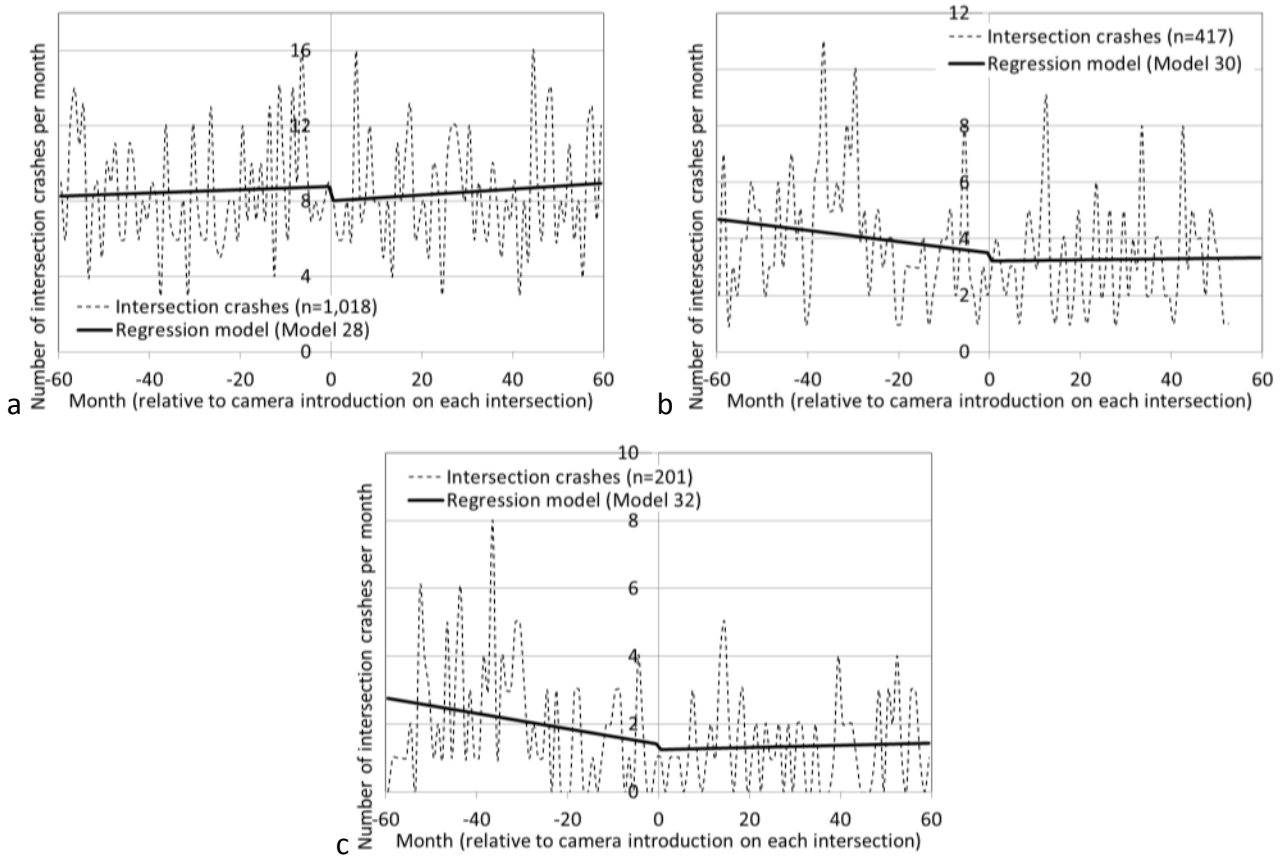 Number of intersection crashes per month
16
12
8
4
0
Intersection crashes (n=1,018)
Regression model (Model 28)
-60 -40 -20 0 20 40 60
a Month (relative to camera introduction on each intersection)
Number of intersection crashes per month
12
10
8
6
4
2
0
Intersection crashes (n=417)
Regression model (Model 30)
-60 -40 -20 0 20 40 60
b Month (relative to camera introduction on each intersection)
Number of intersection crashes per month
10
8
6
4
2
0
Intersection crashes (n=201)
Regression model (Model 32)
-60 -40 -20 0 20 40 60
c Month (relative to camera introduction on each intersection)